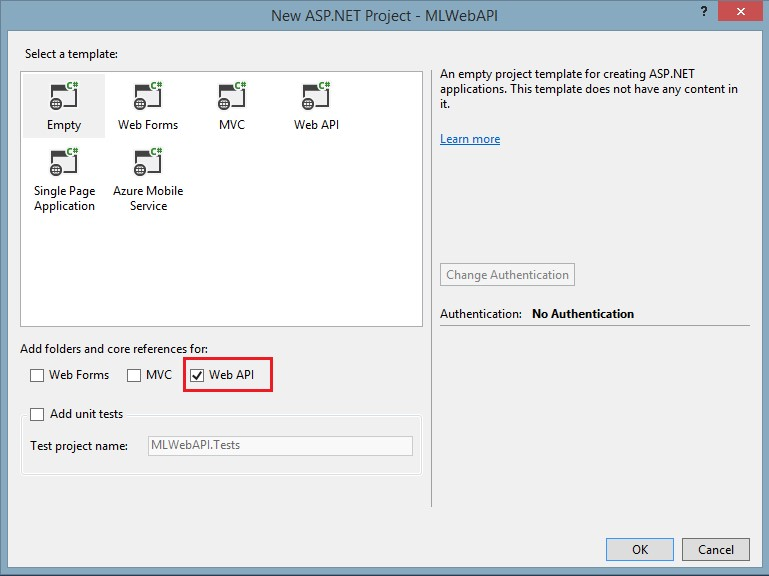 New ASP.NET Project - MLWebAPI
?
Select a template:
C# C# C# C#
Empty Web Forms MVC Web API
C# C#
Single Page Azure Mobile
Application Service
An empty project template for creating ASP.NET
applications. This template does not have any content in
it.
Learn more
Change Authentication
Authentication: No Authentication
Add folders and core references for:
Web Forms MVC Web API
Add unit tests
Test project name: MLWebAPI.Tests
OK Cancel